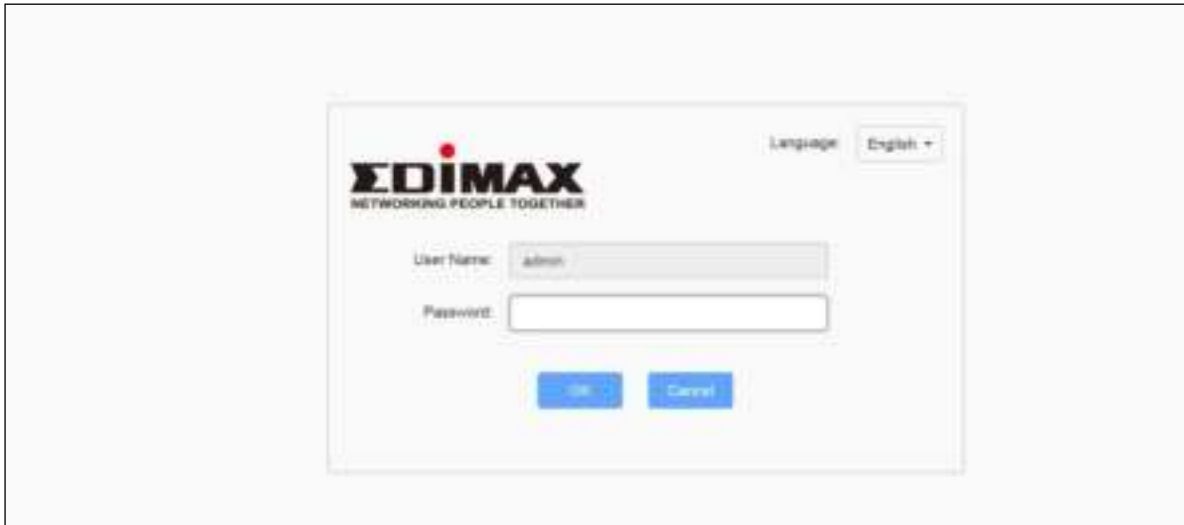 Language: English
EDIMAX
NETWORKING PEOPLE TOGETHER
User Name: admin
Password:
OK Cancel